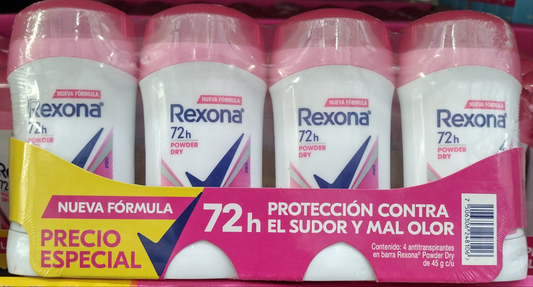 NUEVA FÓRMULA
Rexona
72h
POWDER
DRY
NUEVA FÓRMULA
Rexona
72h
POWDER
DRY
NUEVA FÓRMULA
Rexona
72h
POWDER
DRY
NUEVA FÓRMULA
Rexona
72h
POWDER
DRY
NUEVA FÓRMULA
PRECIO
ESPECIAL
72h PROTECCIÓN CONTRA
EL SUDOR Y MAL OLOR
Contenido: 4 antitranspirantes
en barra Rexona® Powder Dry
de 45 g c/u